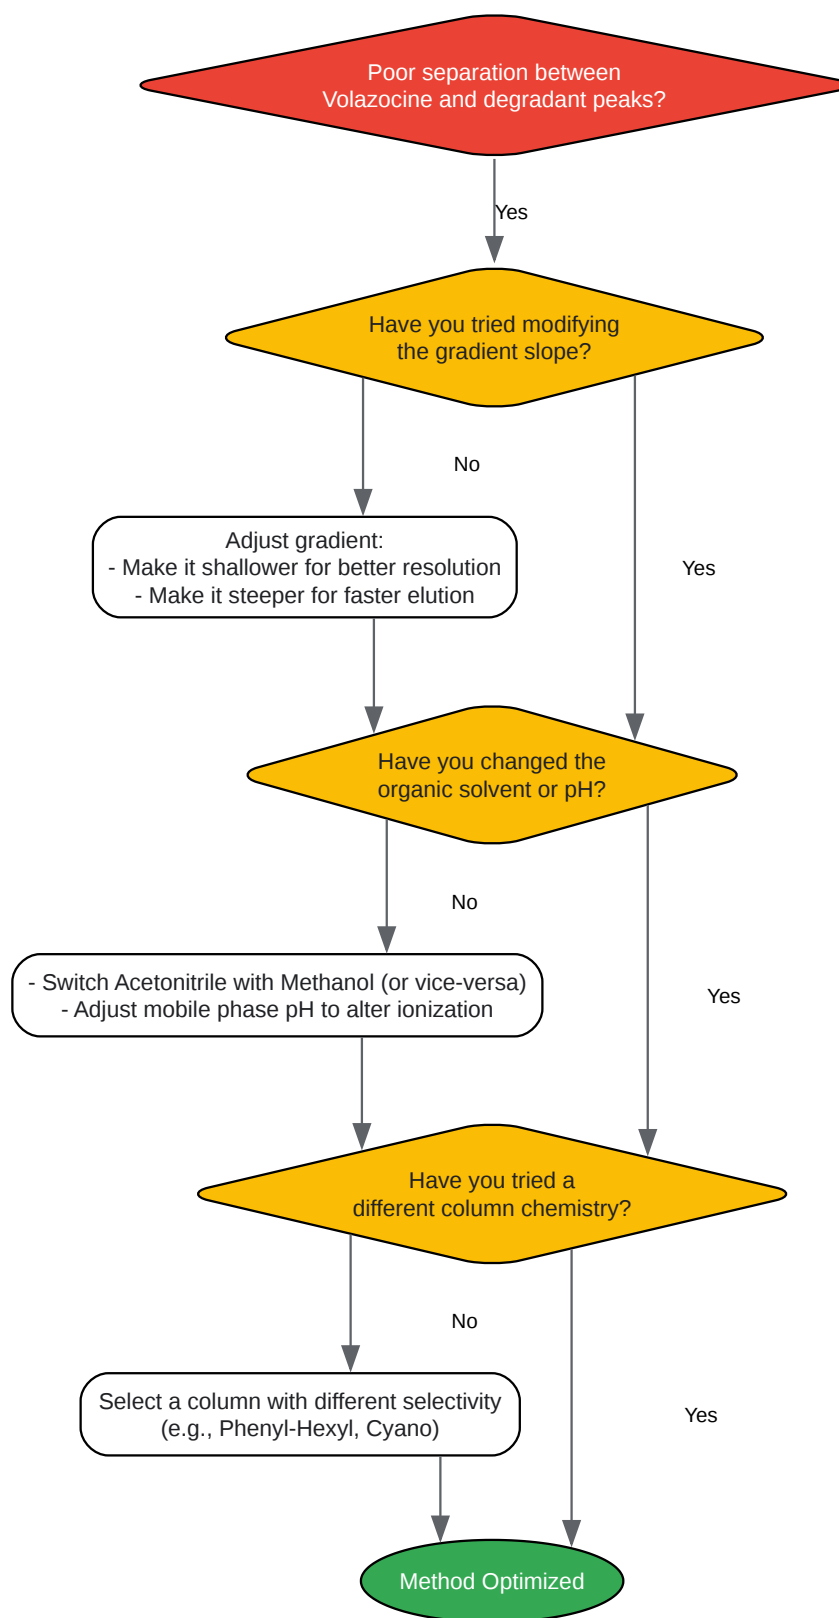 Poor separation between
Volazocine and degradant peaks?
Yes
Have you tried modifying
the gradient slope?
No
Adjust gradient:
- Make it shallower for better resolution
- Make it steeper for faster elution
Yes
Have you changed the
organic solvent or pH?
No
- Switch Acetonitrile with Methanol (or vice-versa)
- Adjust mobile phase pH to alter ionization
Yes
Have you tried a
different column chemistry?
No
Select a column with different selectivity
(e.g., Phenyl-Hexyl, Cyano)
Yes
Method Optimized